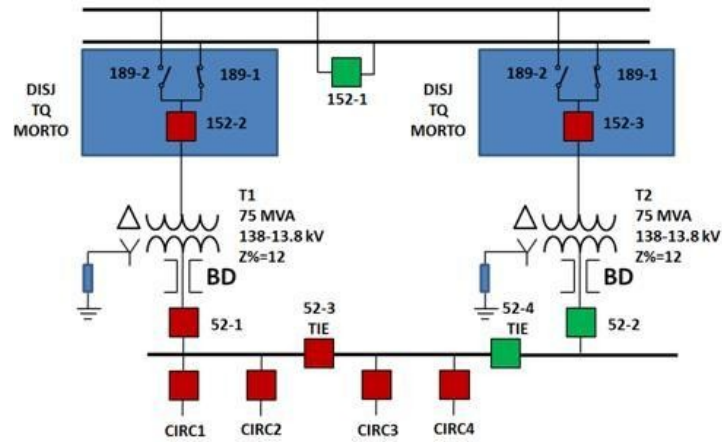 189-2
189-1
DISJ
TQ
MORTO
152-2
152-1
189-2
189-1
DISJ
TQ
MORTO
152-3
T1
75 MVA
138-13.8 kV
Z%=12
BD
T2
75 MVA
138-13.8 kV
Z%=12
BD
52-1
52-3
TIE
52-4
TIE
52-2
CIRC1
CIRC2
CIRC3
CIRC4